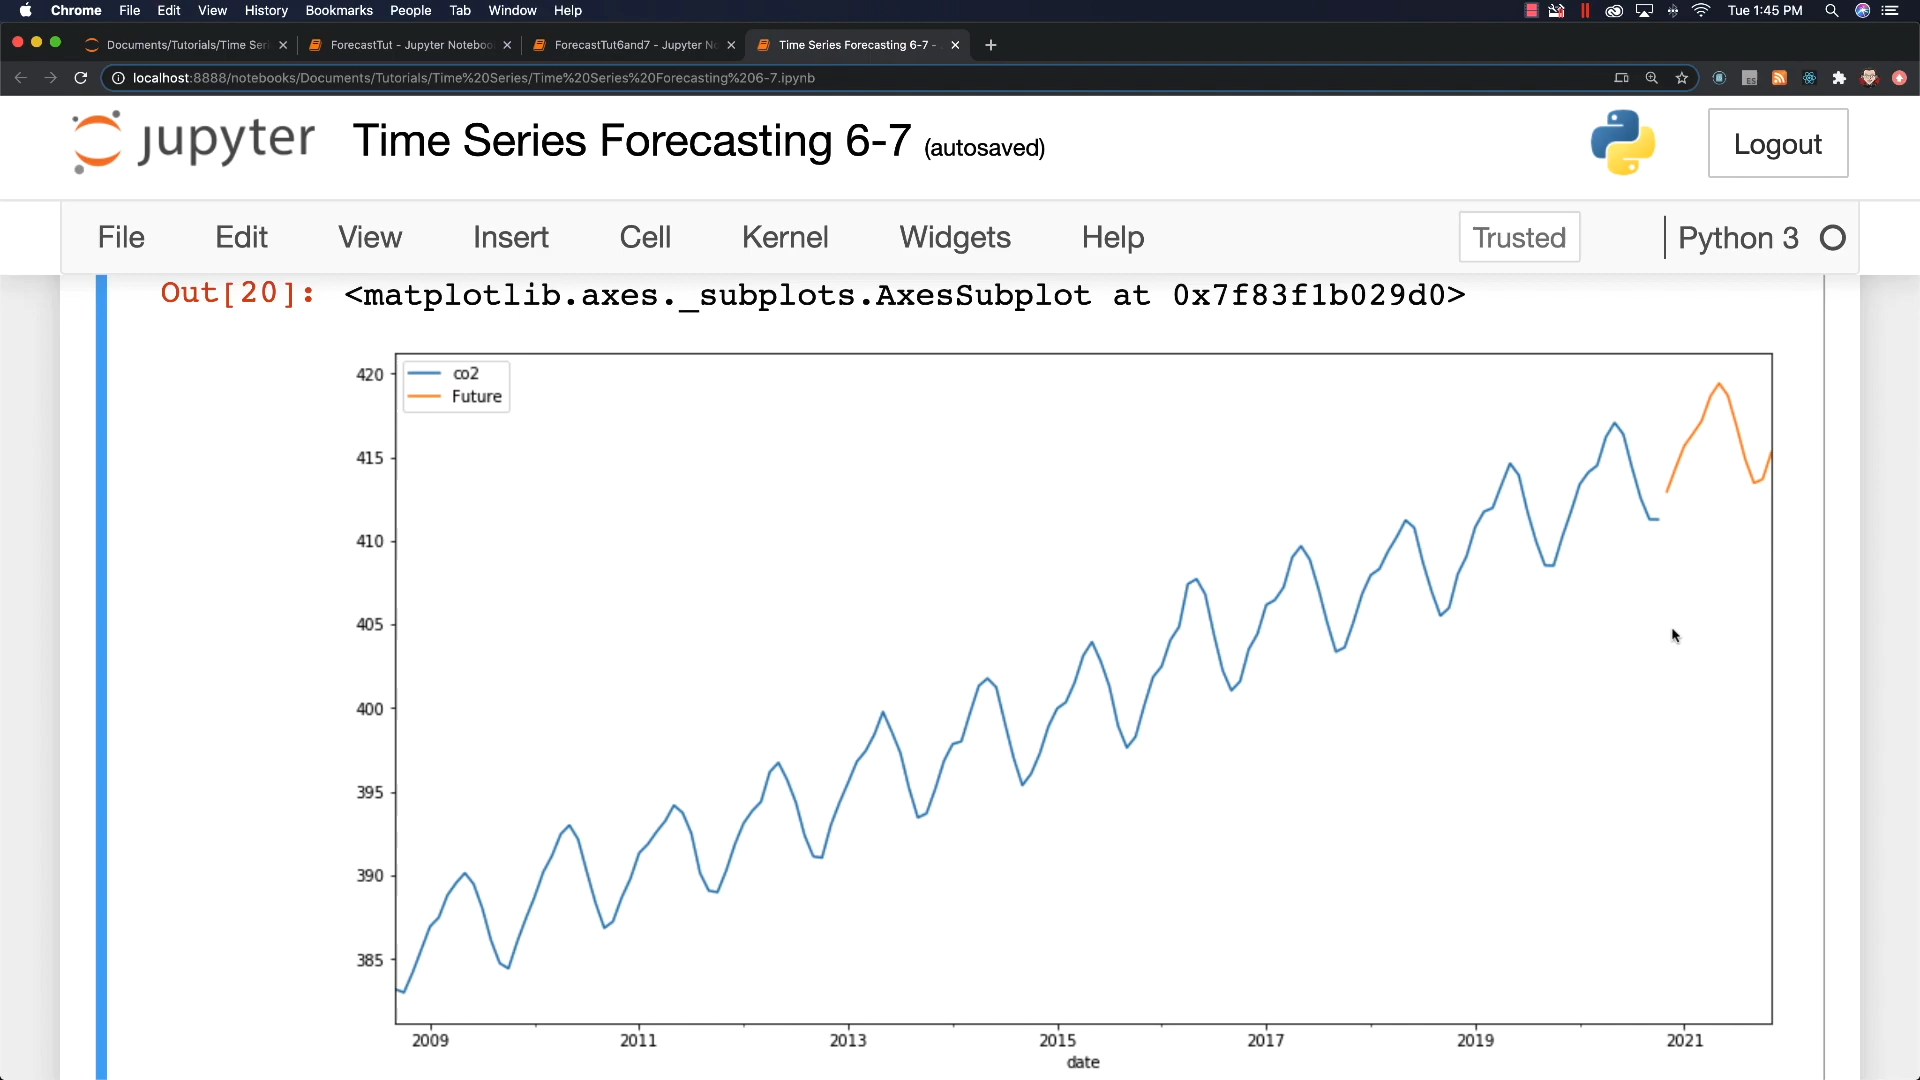 Chrome File Edit View History Bookmarks People Tab Window Help Tue 1:45 PM
Documents/Tutorials/Time Seri ForecastTut - Jupyter Noteboo ForecastTut6and7 - Jupyter No Time Series Forecasting 6-7 -
localhost:8888/notebooks/Documents/Tutorials/Time%20Series/Time%20Series%20Forecasting%206-7.ipynb
jupyter Time Series Forecasting 6-7 (autosaved) Logout
File Edit View Insert Cell Kernel Widgets Help Trusted Python 3
Out[20]: <matplotlib.axes._subplots.AxesSubplot at 0x7f83f1b029d0>
420
co2
Future
415
410
405
400
395
390
385
2009 2011 2013 2015 2017 2019 2021
date